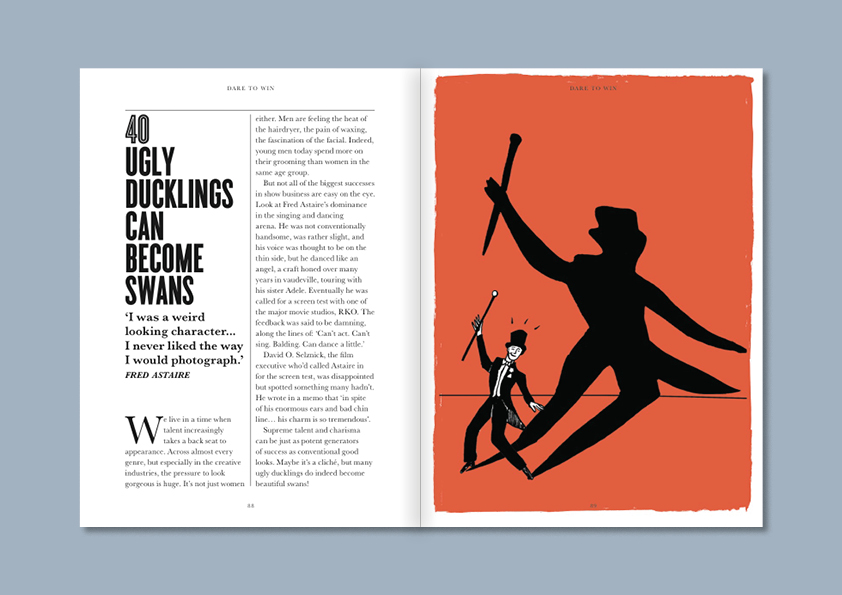 DARE TO WIN
40
UGLY
DUCKLINGS
CAN
BECOME
SWANS
‘I was a weird
looking character...
I never liked the way
I would photograph.’
FRED ASTAIRE
We live in a time when
talent increasingly
takes a back seat to
appearance. Across almost every
genre, but especially in the creative
industries, the pressure to look
gorgeous is huge. It’s not just women
either. Men are feeling the heat of
the hairdryer, the pain of waxing,
the fascination of the facial. Indeed,
young men today spend more on
their grooming than women in the
same age group.
But not all of the biggest successes
in show business are easy on the eye.
Look at Fred Astaire’s dominance
in the singing and dancing
arena. He was not conventionally
handsome, was rather slight, and
his voice was thought to be on the
thin side, but he danced like an
angel, a craft honed over many
years in vaudeville, touring with
his sister Adele. Eventually he was
called for a screen test with one of
the major movie studios, RKO. The
feedback was said to be damning,
along the lines of: ‘Can’t act. Can’t
sing. Balding. Can dance a little.’
David O. Selznick, the film
executive who’d called Astaire in
for the screen test, was disappointed
but spotted something many hadn’t.
He wrote in a memo that ‘in spite
of his enormous ears and bad chin
line… his charm is so tremendous’.
Supreme talent and charisma
can be just as potent generators
of success as conventional good
looks. Maybe it’s a cliché, but many
ugly ducklings do indeed become
beautiful swans!
88
DARE TO WIN